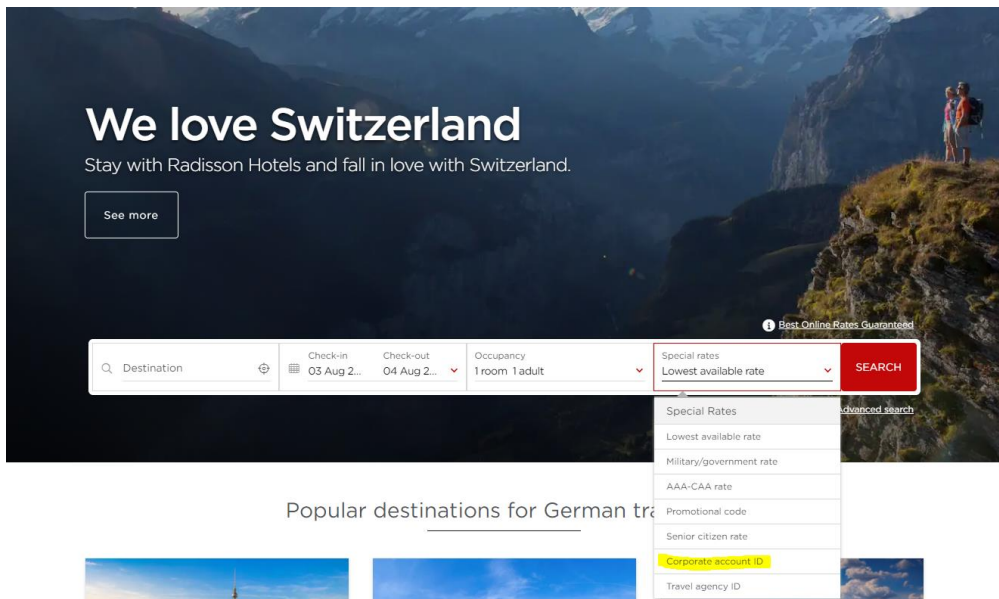 We love Switzerland
Stay with Radisson Hotels and fall in love with Switzerland.
See more
Best Online Rates Guaranteed
Destination
Check-in
03 Aug 2...
Check-out
04 Aug 2...
Occupancy
1 room 1 adult
Special rates
Lowest available rate
SEARCH
Advanced search
Special Rates
Lowest available rate
Military/government rate
AAA-CAA rate
Promotional code
Senior citizen rate
Corporate account ID
Travel agency ID
Popular destinations for German tra